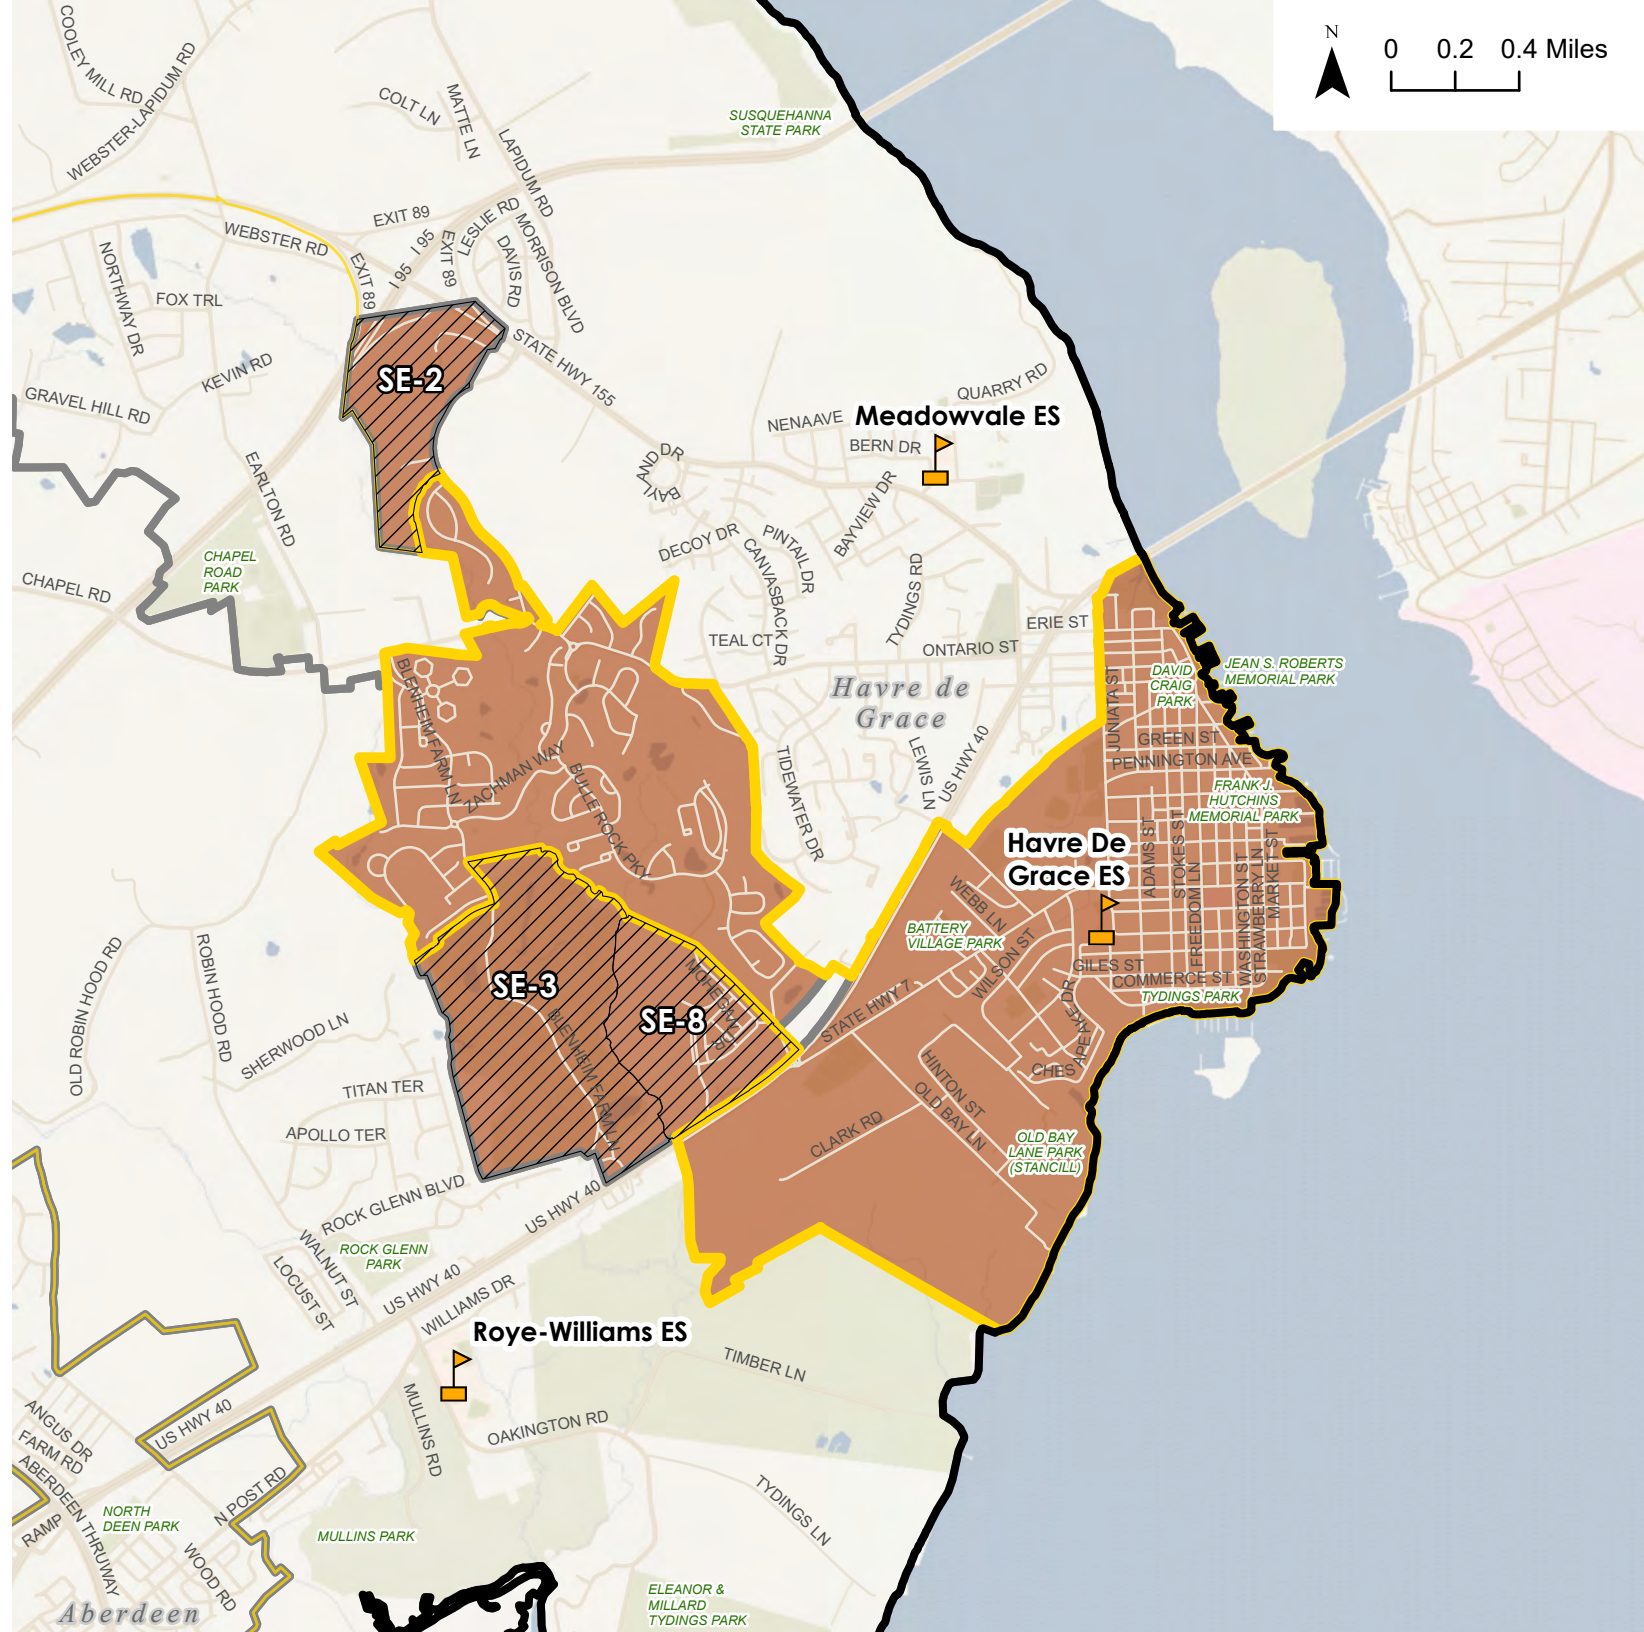 N
0 0.2 0.4 Miles
COOLEY MILL RD
WEBSTER-LAPIDUM RD
COLT LN
MATTE LN
LAPIDUM RD
SUSQUEHANNA
STATE PARK
EXIT 89
WEBSTER RD
I 95
EXIT 89
LESLIE RD
MORRISON BLVD
DAVIS RD
EXIT 89
I 95
NORTHWAY DR
FOX TRL
KEVIN RD
GRAVEL HILL RD
SE-2
STATE HWY 155
QUARRY RD
NENAAVE
Meadowvale ES
BERN DR
BAYLAND DR
BAYVIEW DR
EARLTON RD
DECOY DR
PINTAIL DR
CANVASBACK DR
TYDINGS RD
CHAPEL
ROAD
PARK
CHAPEL RD
ERIE ST
TEAL CT
ONTARIO ST
Havre de
Grace
BLENHEIM FARM LN
JUNIATA ST
DAVID
CRAIG
PARK
JEAN S. ROBERTS
MEMORIAL PARK
GREEN ST
PENNINGTON AVE
LEWIS LN
US HWY 40
TIDEWATER DR
ZACHMAN WAY
BULLE ROCK PKY
FRANK J.
HUTCHINS
MEMORIAL PARK
Havre De
Grace ES
ADAMS ST
STOKES ST
FREEDOM LN
WASHINGTON ST
STRAWBERRY LN
MARKET ST
WEBB LN
BATTERY
VILLAGE PARK
WILSON ST
GILES ST
COMMERCE ST
TYDINGS PARK
OLD ROBIN HOOD RD
ROBIN HOOD RD
SE-3
SE-8
MOHEGAN DR
BLENHEIM FARM LN
STATE HWY 7
CHESAPEAKE DR
SHERWOOD LN
TITAN TER
APOLLO TER
HINTON ST
OLD BAY LN
CLARK RD
OLD BAY
LANE PARK
(STANCILL)
ROCK GLENN BLVD
US HWY 40
ROCK GLENN
PARK
WALNUT ST
LOCUST ST
US HWY 40
WILLIAMS DR
Roye-Williams ES
TIMBER LN
MULLINS RD
OAKINGTON RD
ANGUS DR
FARM RD
US HWY 40
ABERDEEN THRUWAY
RAMP
NORTH
DEEN PARK
N POST RD
MULLINS PARK
WOOD RD
TYDINGS LN
ELEANOR &
MILLARD
TYDINGS PARK
Aberdeen